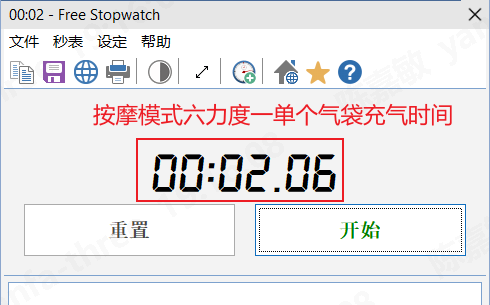 00:02 - Free Stopwatch
文件 秒表 设定 帮助
按摩模式六力度一单个气袋充气时间
00:02.06
重置 开始